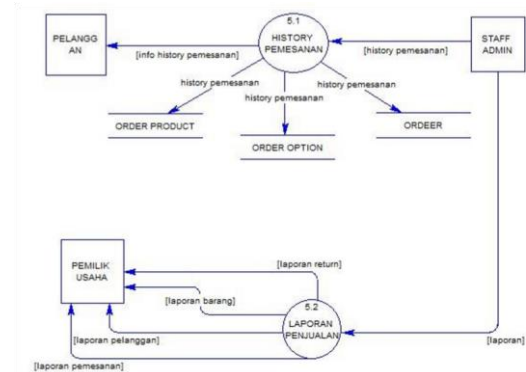 5.1
PELANGG
AN
HISTORY
PEMESANAN
STAFF
ADMIN
[info history pemesanan]
[history pemesanan]
history pemesanan
history pemesanan
history pemesanan
ORDER PRODUCT
ORDER OPTION
ORDEER
PEMILIK
USAHA
[laporan return]
[laporan barang]
5.2
LAPORAN
PENJUALAN
[laporan pelanggan]
[laporan]
[laporan pemesanan]